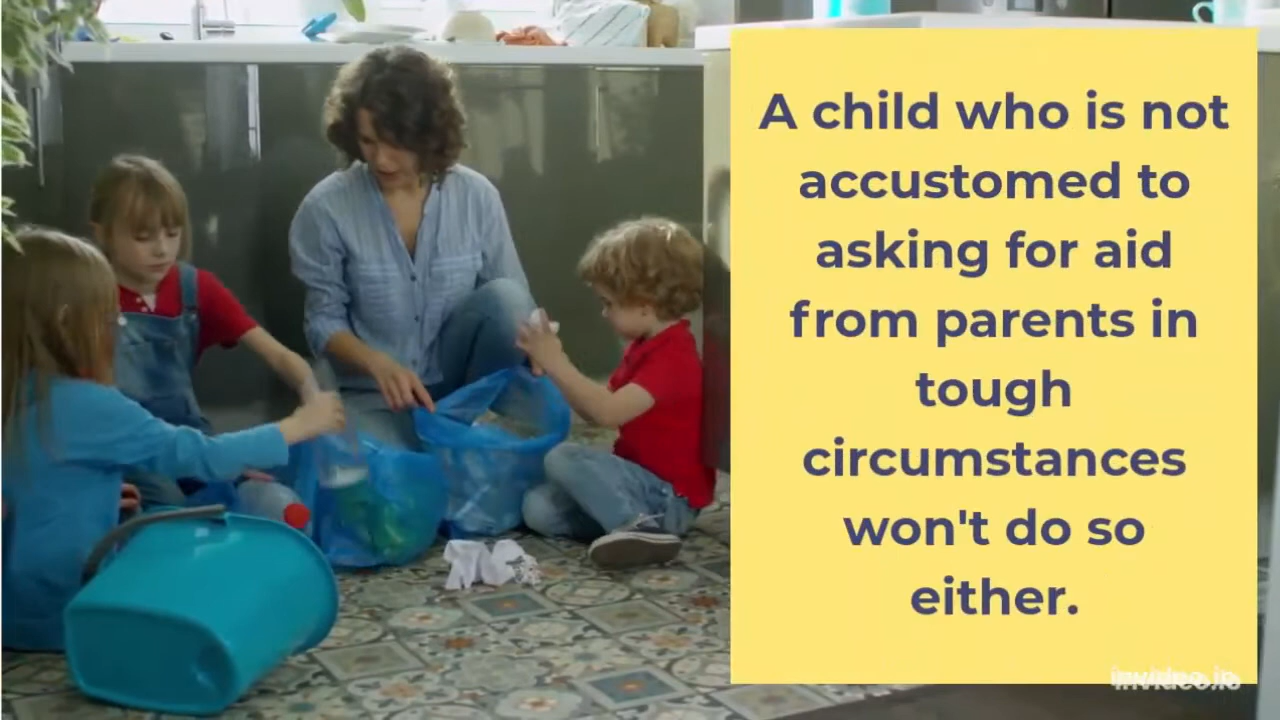 A child who is not
accustomed to
asking for aid
from parents in
tough
circumstances
won't do so
either.
invideo.io